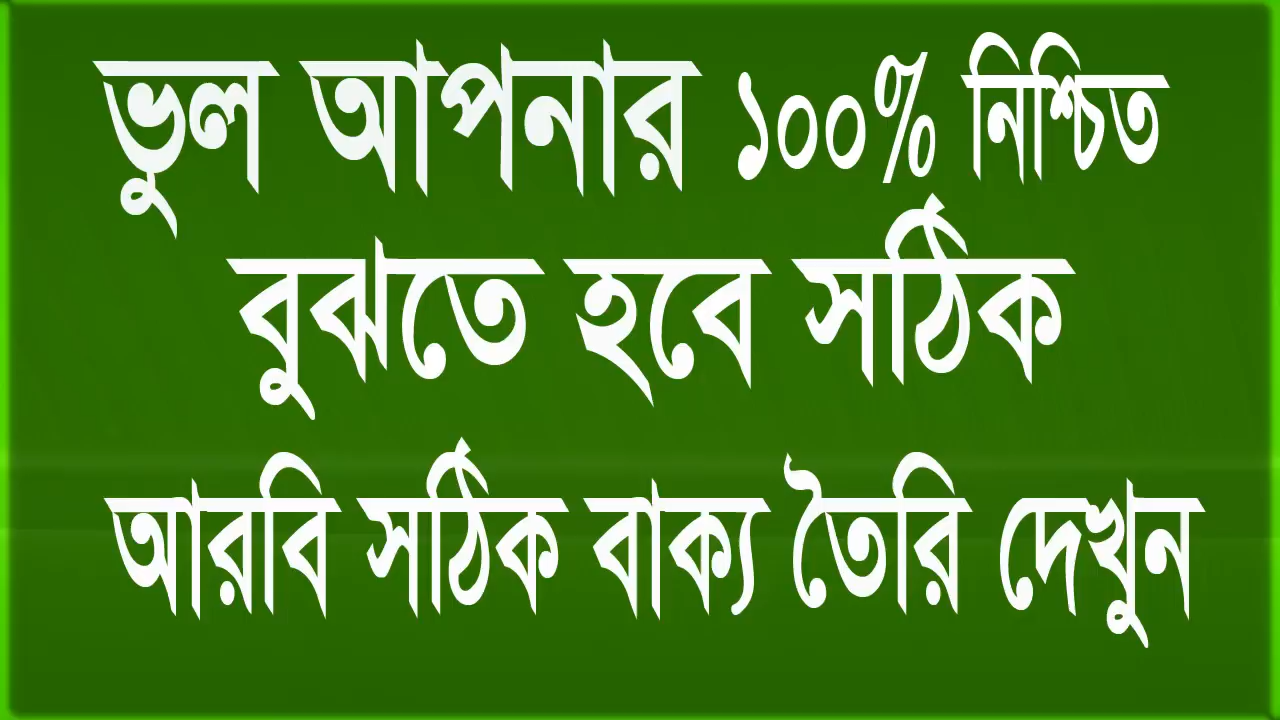 ভুল আপনার ১০০% নিশ্চিত
বুঝতে হবে সঠিক
আরবি সঠিক বাক্য তৈরি দেখুন